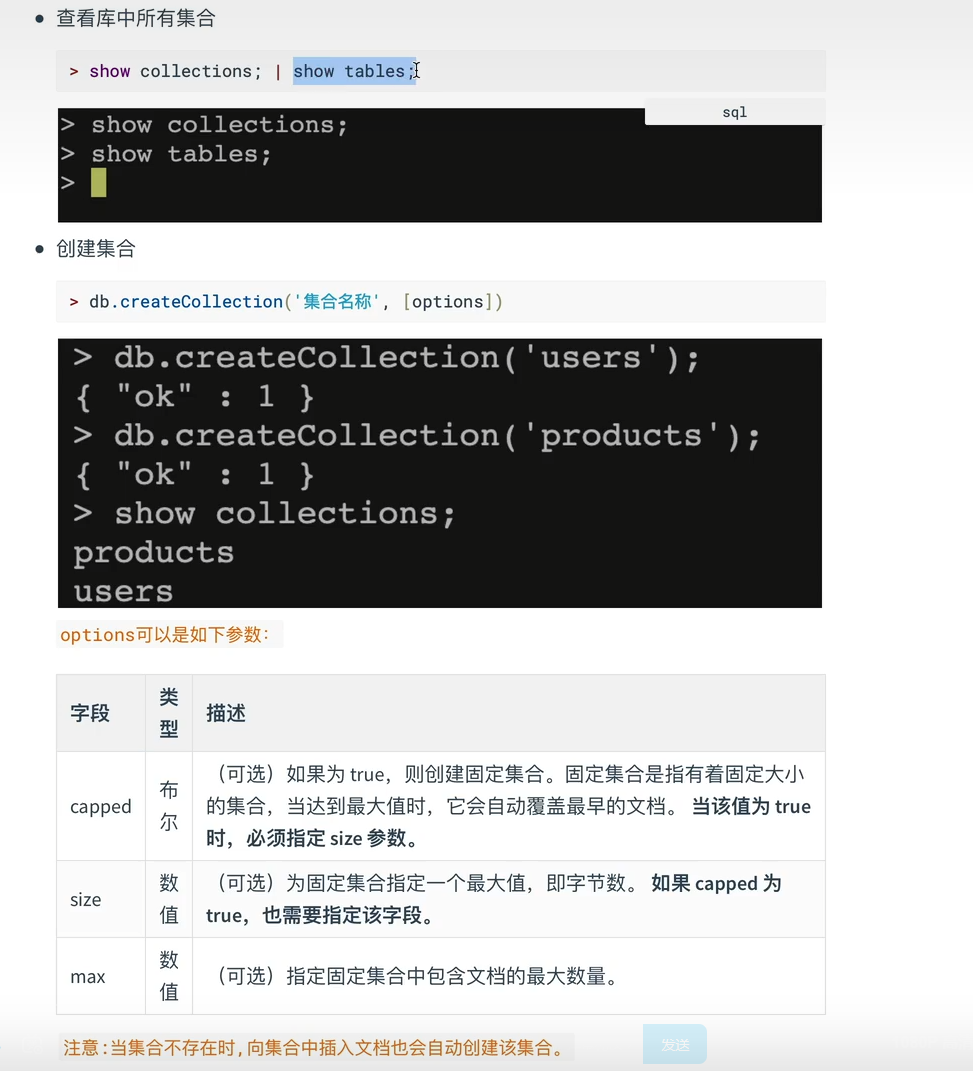 查看库中所有集合
> show collections; | show tables;
sql
> show collections;
> show tables;
>
创建集合
> db.createCollection('集合名称', [options])
> db.createCollection('users');
{ "ok" : 1 }
> db.createCollection('products');
{ "ok" : 1 }
> show collections;
products
users
options可以是如下参数：
字段 类型 描述
capped 布尔 （可选）如果为 true，则创建固定集合。固定集合是指有着固定大小
的集合，当达到最大值时，它会自动覆盖最早的文档。 当该值为 true
时，必须指定 size 参数。
size 数值 （可选）为固定集合指定一个最大值，即字节数。 如果 capped 为
true，也需要指定该字段。
max 数值 （可选）指定固定集合中包含文档的最大数量。
注意:当集合不存在时,向集合中插入文档也会自动创建该集合。
发送